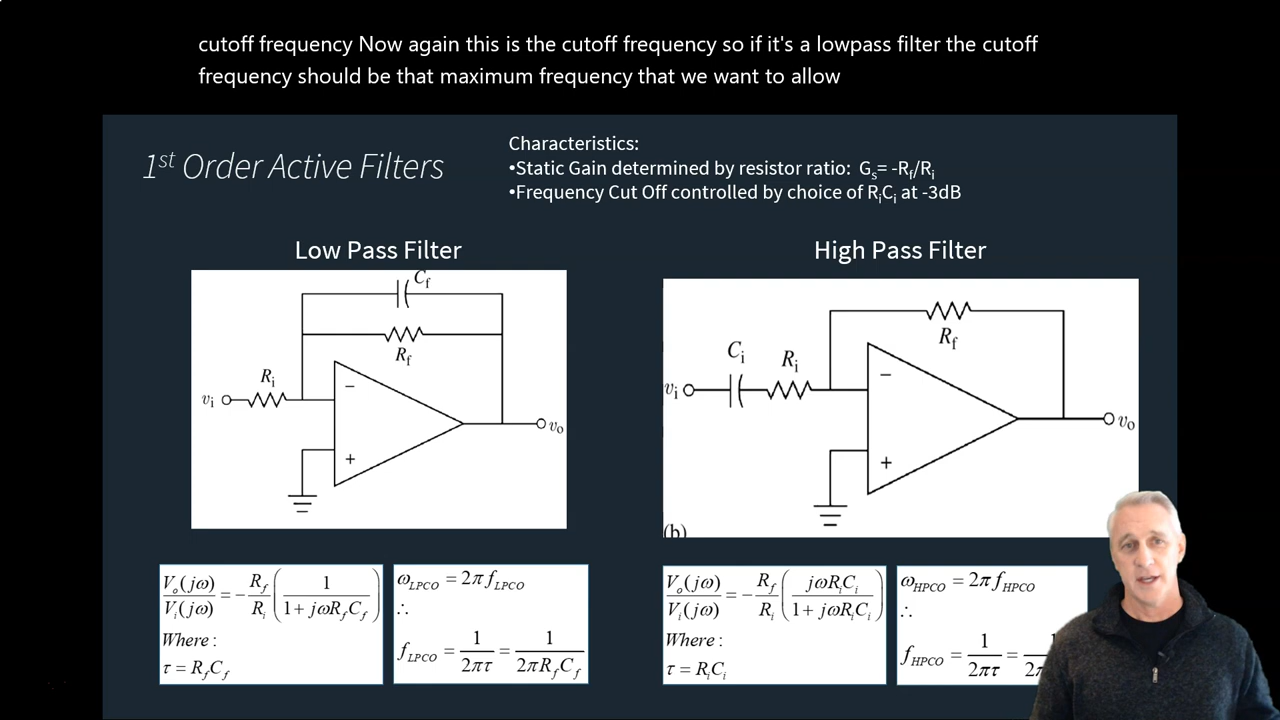 cutoff frequency Now again this is the cutoff frequency so if it's a lowpass filter the cutoff
frequency should be that maximum frequency that we want to allow
1st Order Active Filters
Characteristics:
•Static Gain determined by resistor ratio: Gs= -Rf/Ri
•Frequency Cut Off controlled by choice of RiCi at -3dB
Low Pass Filter
Cf
Rf
Ri
vi
−
+
vo
High Pass Filter
Rf
Ci
Ri
vi
−
+
vo
(b)
Vo(jω)/Vi(jω) = −Rf/Ri (1/(1+ jωRfCf))
Where:
τ = RfCf
ωLPCO = 2π fLPCO
∴
fLPCO = 1/2πτ = 1/2πRfCf
Vo(jω)/Vi(jω) = −Rf/Ri (jωRiCi/(1+ jωRiCi))
Where:
τ = RiCi
ωHPCO = 2π fHPCO
∴
fHPCO = 1/2πτ =